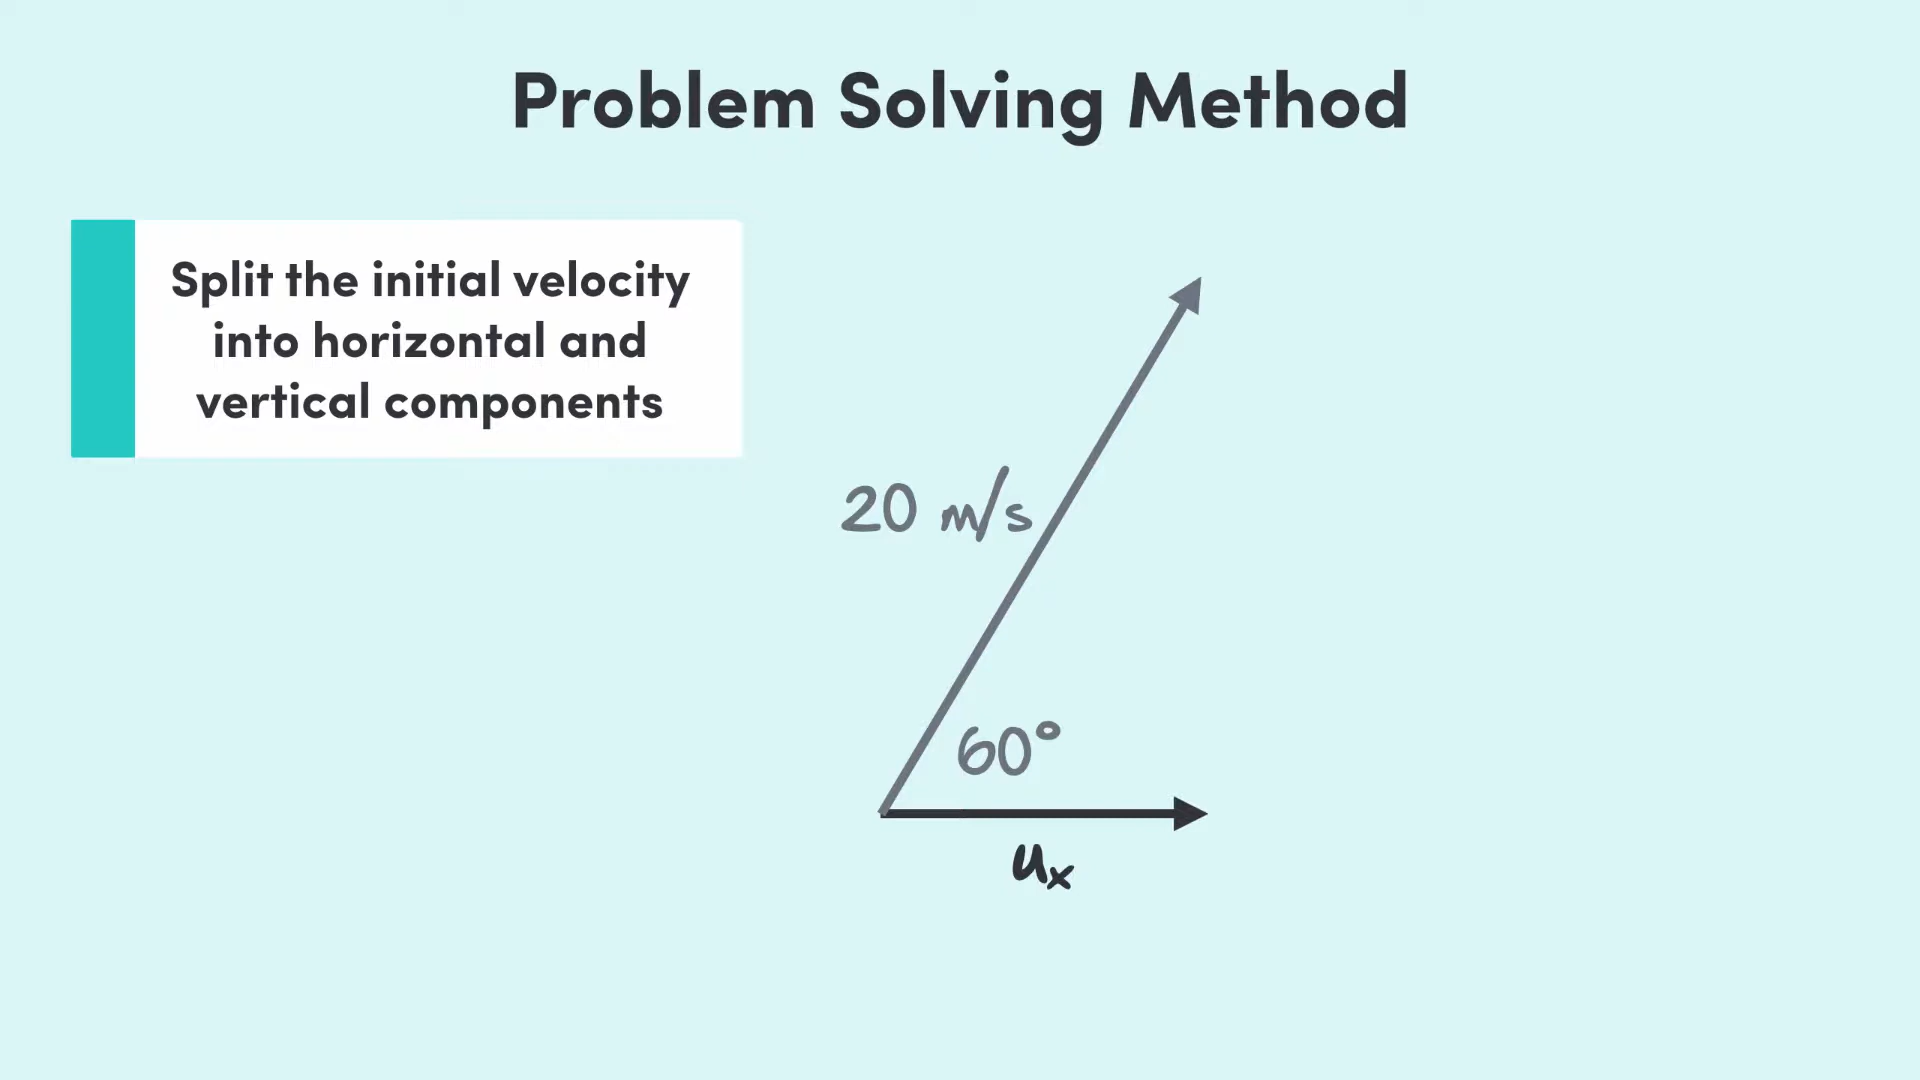 Problem Solving Method
Split the initial velocity
into horizontal and
vertical components
20 m/s
60°
uₓ